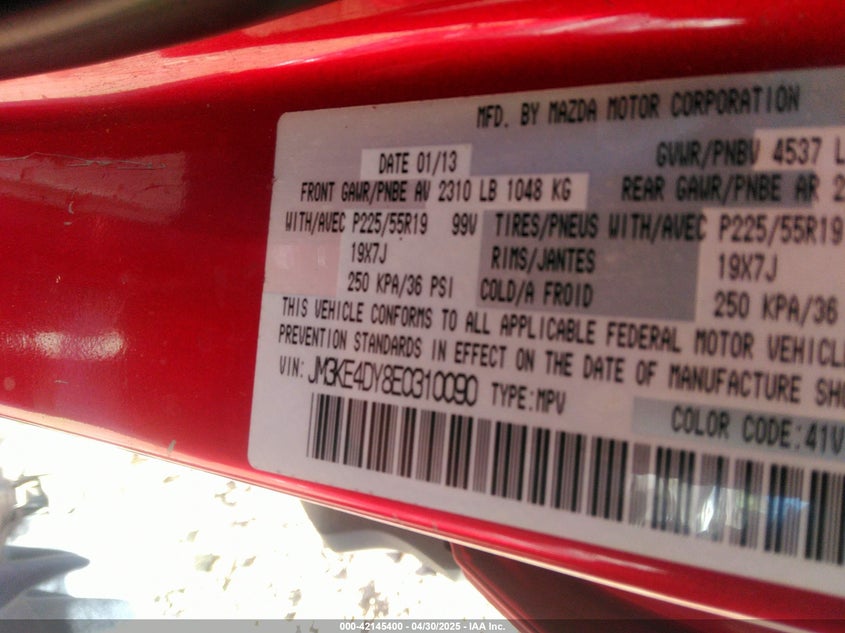 MFD. BY MAZDA MOTOR CORPORATION
DATE 01/13 GVWR/PNBV 4537 L
FRONT GAWR/PNBE AV 2310 LB 1048 KG REAR GAWR/PNBE AR 2
WITH/AVEC P225/55R19 99V TIRES/PNEUS WITH/AVEC P225/55R19
19X7J RIMS/JANTES 19X7J
250 KPA/36 PSI COLD/A FROID 250 KPA/36
THIS VEHICLE CONFORMS TO ALL APPLICABLE FEDERAL MOTOR VEHICLE
PREVENTION STANDARDS IN EFFECT ON THE DATE OF MANUFACTURE SHO
VIN: JM3KE4DY8E0310090 TYPE:MPV
COLOR CODE:41V
000-42145400 - 04/30/2025 - IAA Inc.